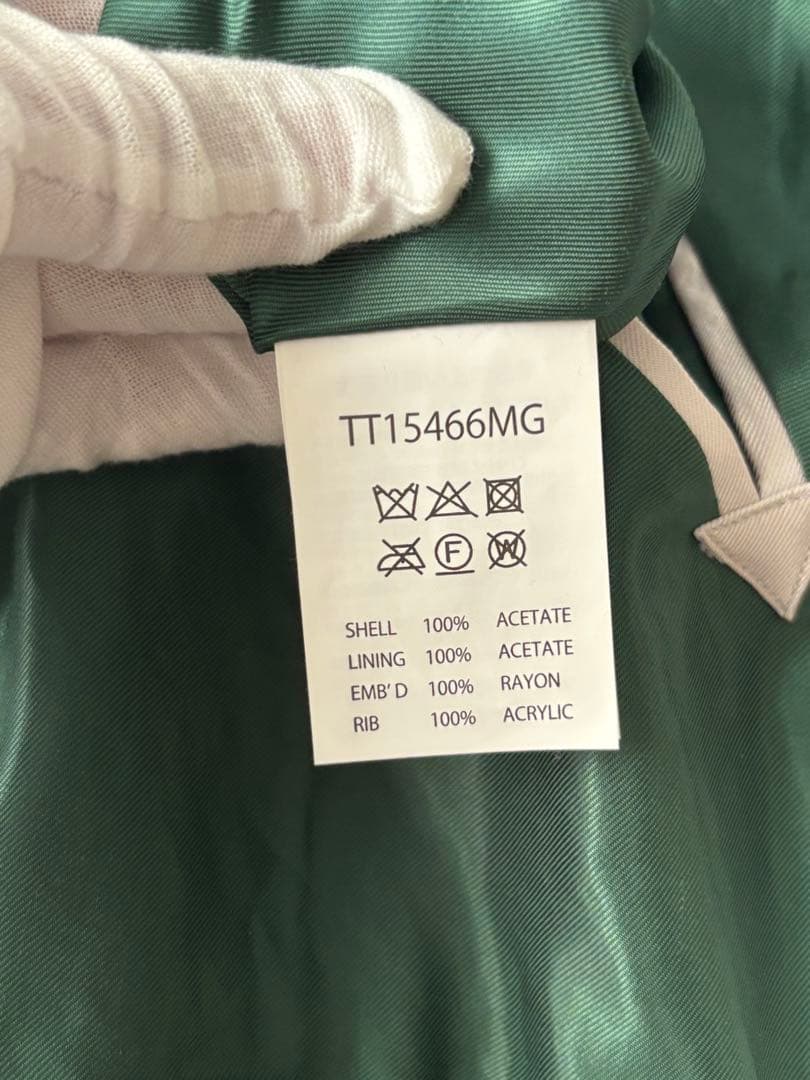 TT15466MG
F W
SHELL 100% ACETATE
LINING 100% ACETATE
EMB'D 100% RAYON
RIB 100% ACRYLIC